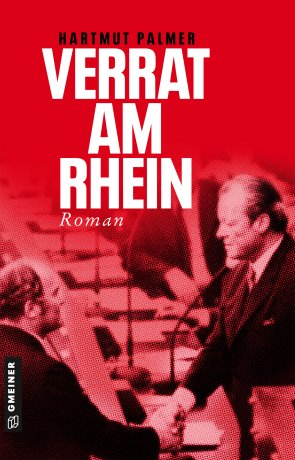 HARTMUT PALMER
VERRAT
AM
RHEIN
Roman
GMEINER